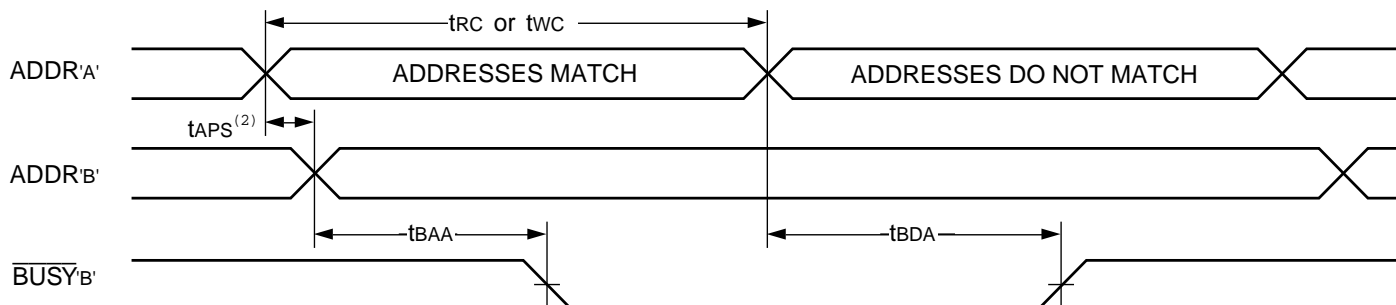 tRC or tWC
ADDR'A'
ADDRESSES MATCH
ADDRESSES DO NOT MATCH
tAPS(2)
ADDR'B'
tBAA
tBDA
BUSY'B'